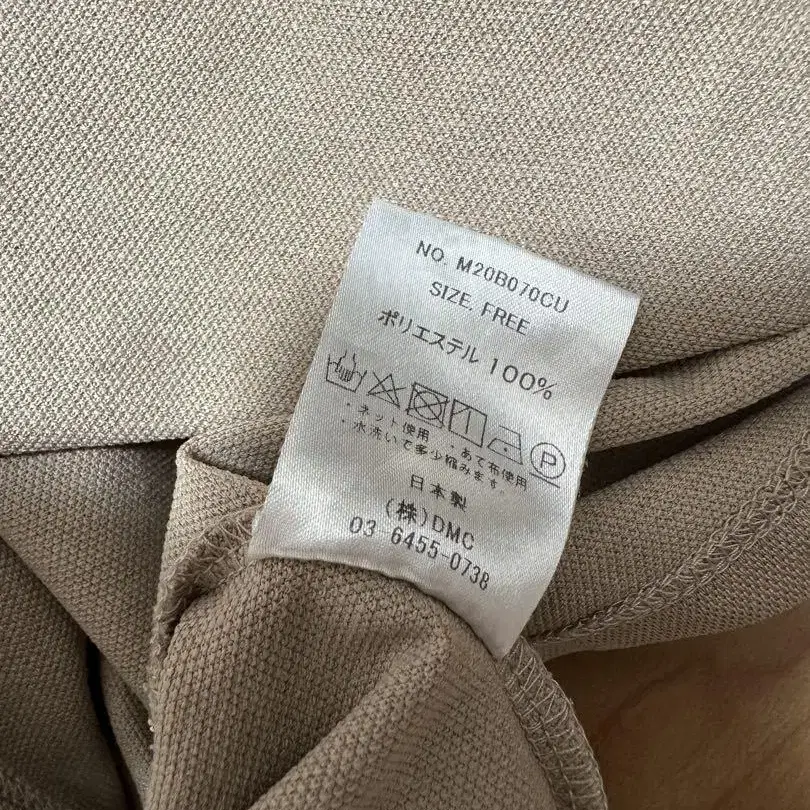 NO. M20B070CU
SIZE. FREE
ポリエステル 100%
P
・ネット使用 ・あて布使用
・水洗いで多少縮みます。
日本製
(株)DMC
03-6455-0738